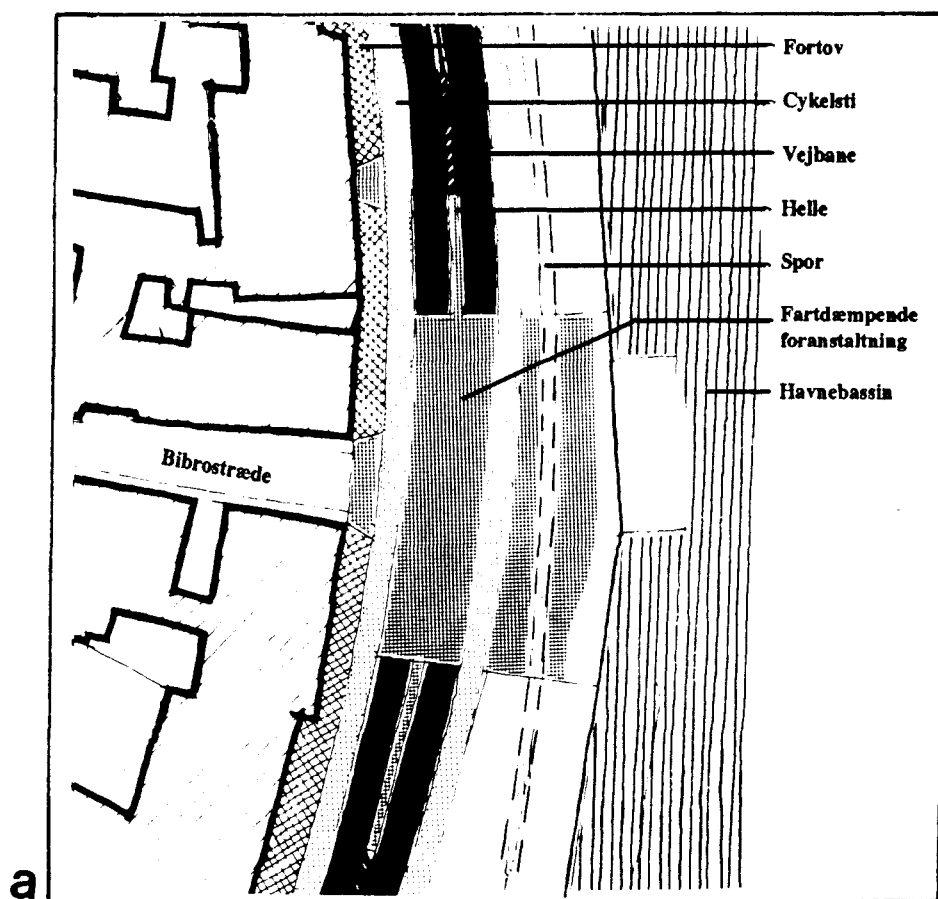 Fortov
Cykelsti
Vejbane
Helle
Spor
Fartdæmpende
foranstaltning
Havnebassin
Bibrostræde
a